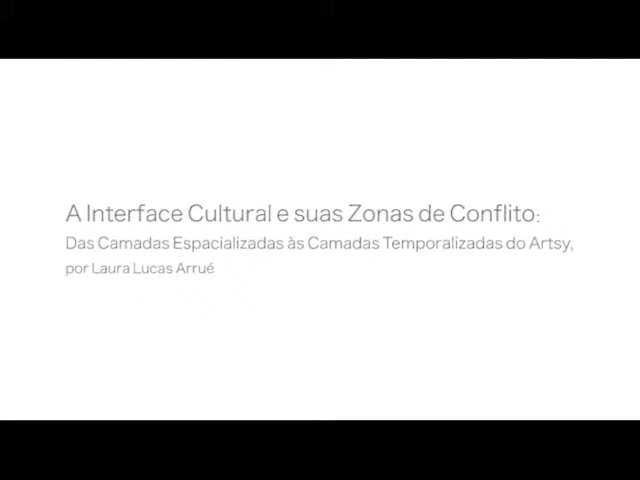 A Interface Cultural e suas Zonas de Conflito:
Das Camadas Espacializadas às Camadas Temporalizadas do Artsy,
por Laura Lucas Arrué